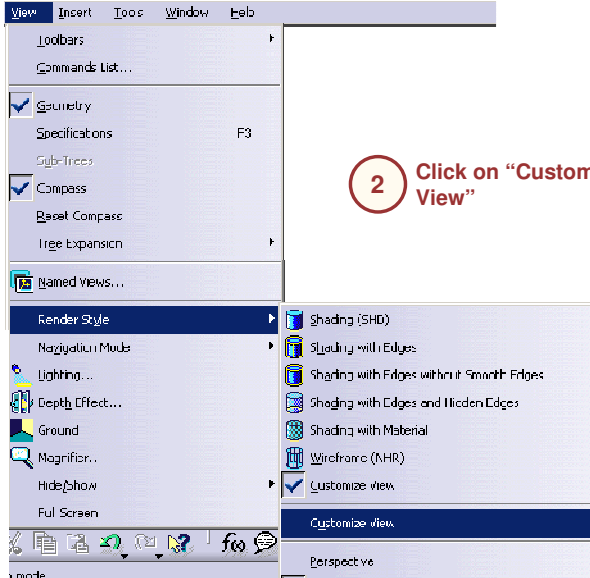 View Insert Tools Window Help
Toolbars
Commands List...
Geometry
Specifications F3
Sub-Trees
Compass
Reset Compass
Tree Expansion
Named Views...
Render Style
Navigation Mode
Lighting...
Depth Effect...
Ground
Magnifier...
Hide/Show
Full Screen
Shading (SHD)
Shading with Edges
Shading with Edges without Smooth Edges
Shading with Edges and Hidden Edges
Shading with Material
Wireframe (NHR)
Customize View
Customize View
Perspective
f(x)
n mode
2
Click on “Custom
View”